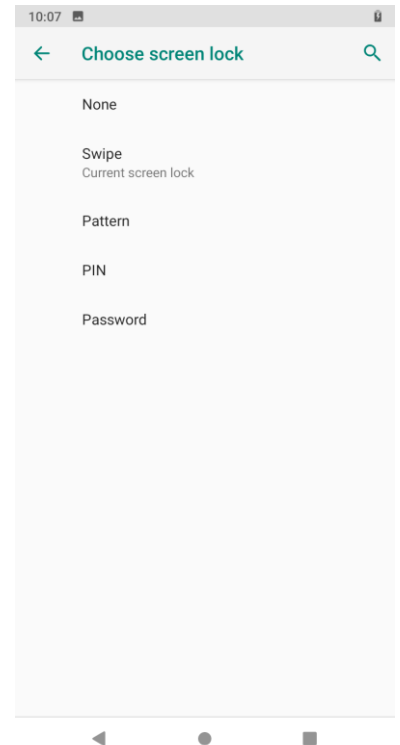 10:07
Choose screen lock
None
Swipe
Current screen lock
Pattern
PIN
Password